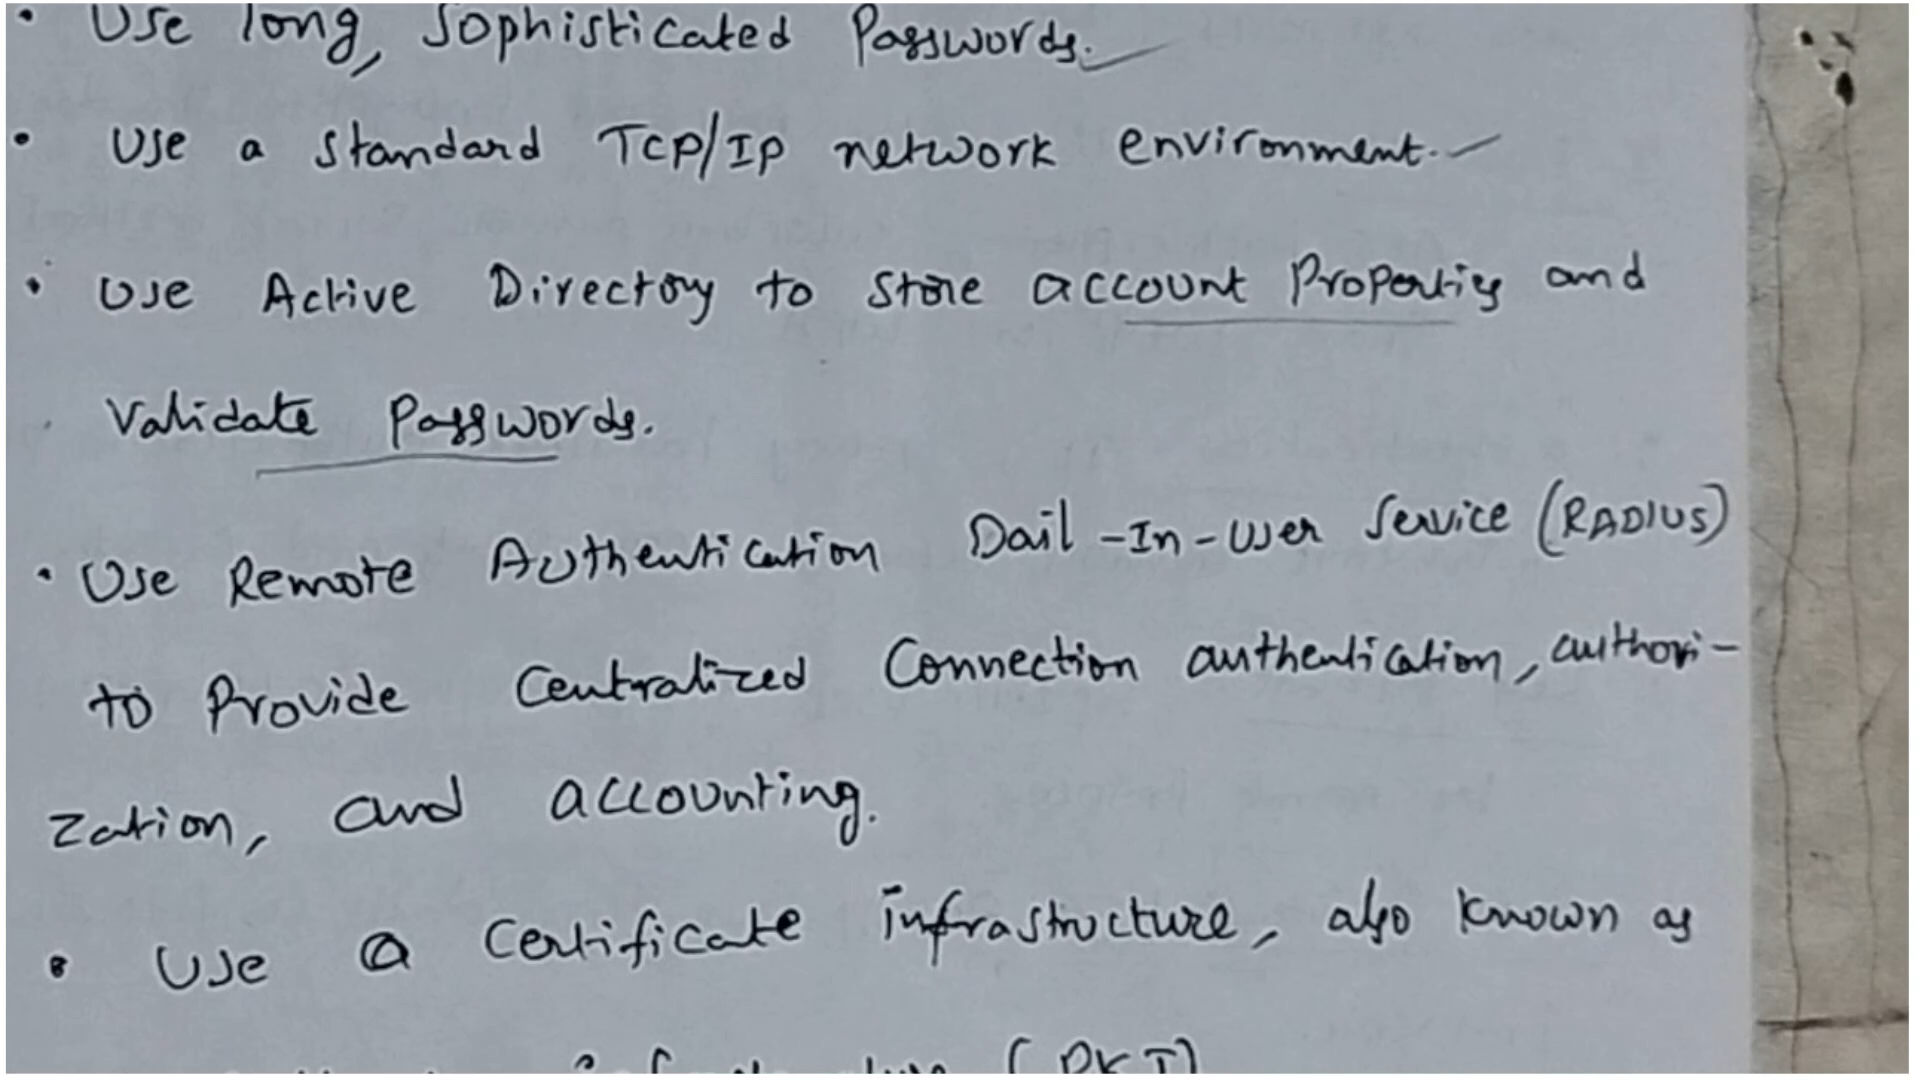 • Use long, Sophisticated Passwords.
• Use a standard TCP/IP network environment.
• Use Active Directory to store account Properties and
Validate Passwords.
• Use Remote Authentication Dail-In-User Service (RADIUS)
to Provide Centralized Connection authentication, authori-
zation, and accounting.
• Use a Certificate infrastructure, also known as
(PKI)